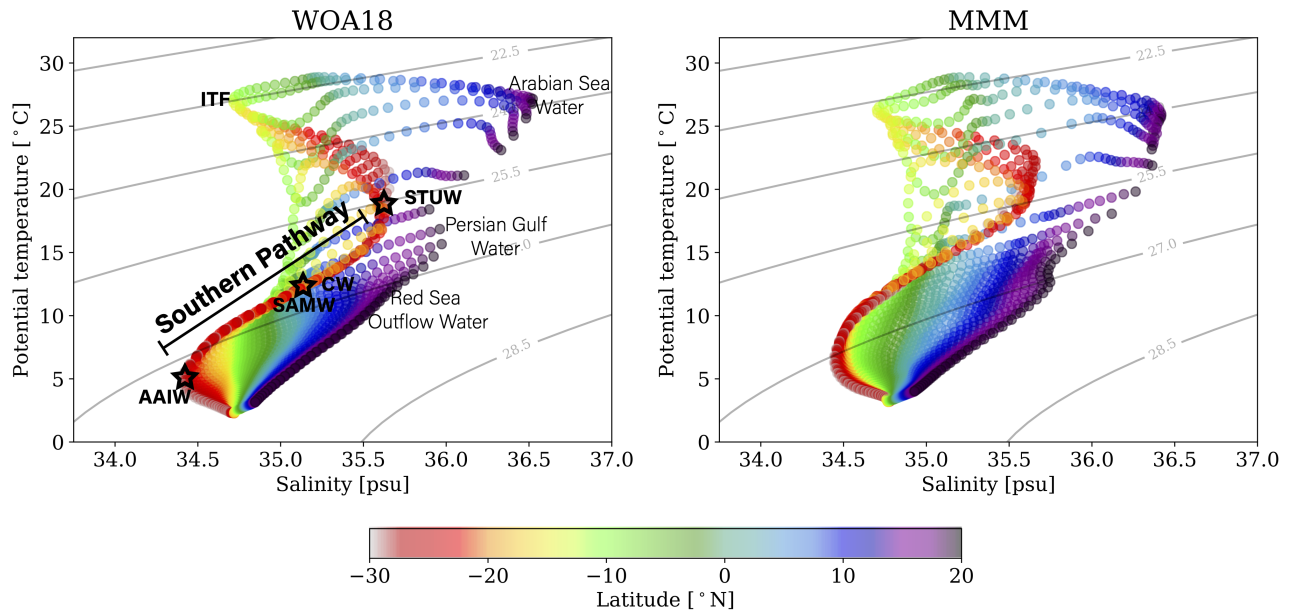 WOA18
MMM
Potential temperature [°C]
30
25
20
15
10
5
0
22.5
25.5
27.0
28.5
ITF
Arabian Sea
Water
STUW
Persian Gulf
Water
Southern Pathway
CW
SAMW
Red Sea
Outflow Water
AAIW
34.0
34.5
35.0
35.5
36.0
36.5
37.0
Salinity [psu]
Potential temperature [°C]
30
25
20
15
10
5
0
22.5
25.5
27.0
28.5
34.0
34.5
35.0
35.5
36.0
36.5
37.0
Salinity [psu]
−30
−20
−10
0
10
20
Latitude [°N]